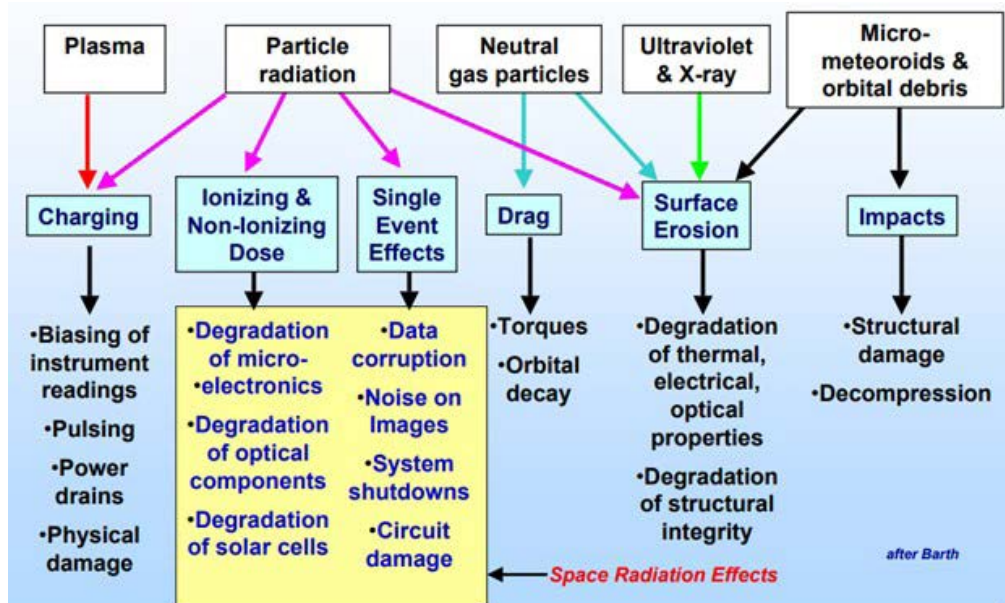 Plasma
Particle
radiation
Neutral
gas particles
Ultraviolet
& X-ray
Micro-
meteoroids &
orbital debris
Charging
Ionizing &
Non-Ionizing
Dose
Single
Event
Effects
Drag
Surface
Erosion
Impacts
•Biasing of
instrument
readings
•Pulsing
•Power
drains
•Physical
damage
•Degradation
of micro-
•electronics
•Degradation
of optical
components
•Degradation
of solar cells
•Data
corruption
•Noise on
Images
•System
shutdowns
•Circuit
damage
•Torques
•Orbital
decay
•Degradation
of thermal,
electrical,
optical
properties
•Degradation
of structural
integrity
•Structural
damage
•Decompression
after Barth
Space Radiation Effects